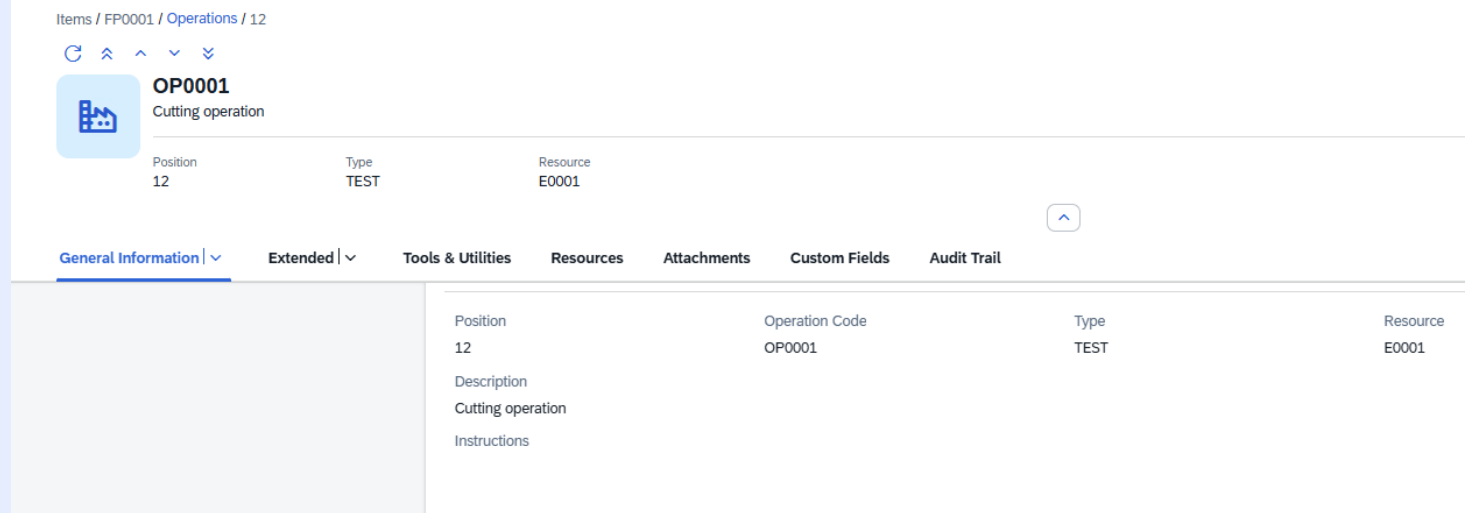 Items / FP0001 / Operations / 12
OP0001
Cutting operation
Position Type Resource
12 TEST E0001
General Information Extended Tools & Utilities Resources Attachments Custom Fields Audit Trail
Position Operation Code Type Resource
12 OP0001 TEST E0001
Description
Cutting operation
Instructions